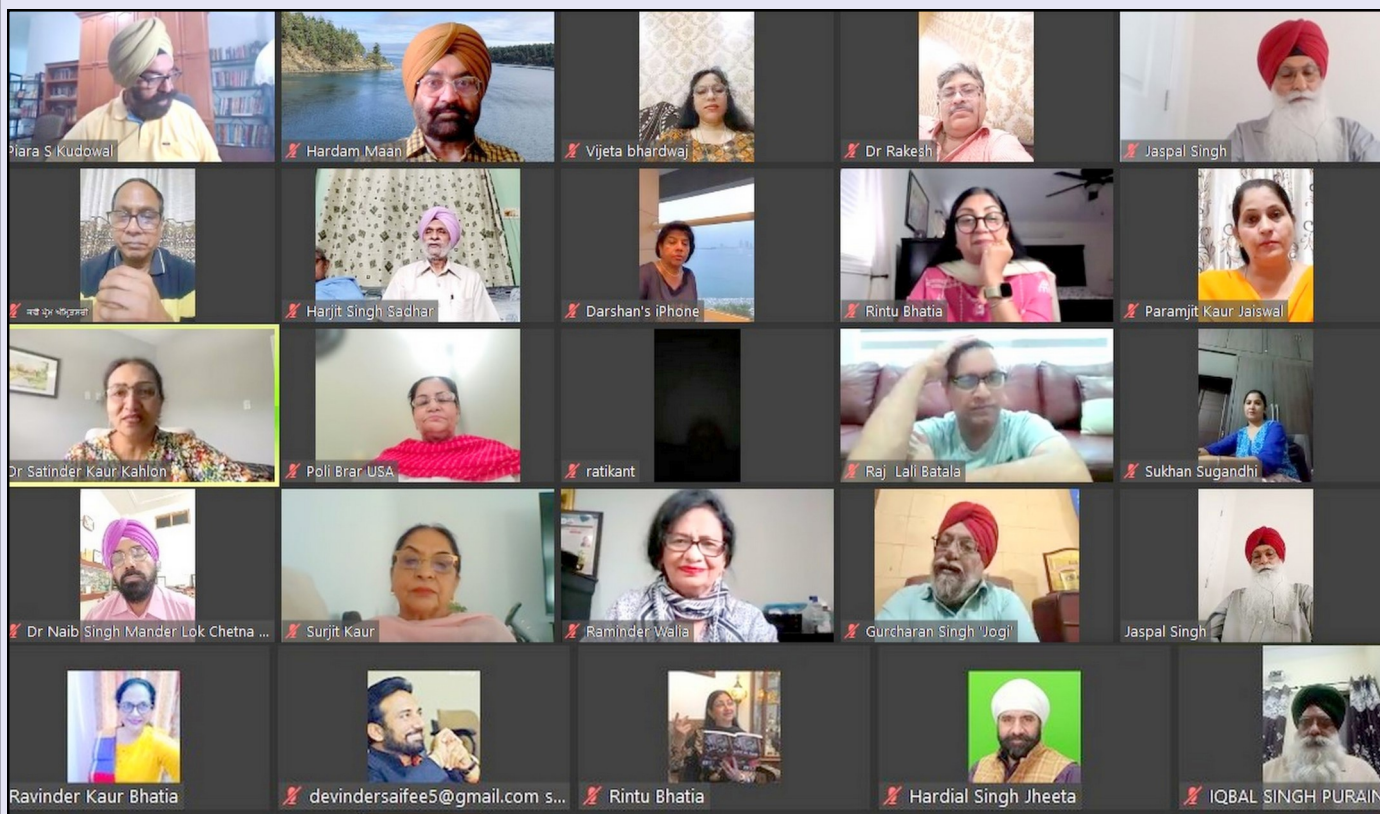 Piara S Kudowal
Hardam Maan
Vijeta bhardwaj
Dr Rakesh
Jaspal Singh
ਕਵੀ ਪ੍ਰੇਮ ਅੰਮ੍ਰਿਤਸਰੀ
Harjit Singh Sadhar
Darshan's iPhone
Rintu Bhatia
Paramjit Kaur Jaiswal
Dr Satinder Kaur Kahlon
Poli Brar USA
ratikant
Raj Lali Batala
Sukhan Sugandhi
Dr Naib Singh Mander Lok Chetna ...
Surjit Kaur
Raminder Walia
Gurcharan Singh 'Jogi'
Jaspal Singh
Ravinder Kaur Bhatia
devindersaifee5@gmail.com s...
Rintu Bhatia
Hardial Singh Jheeta
IQBAL SINGH PURAIN